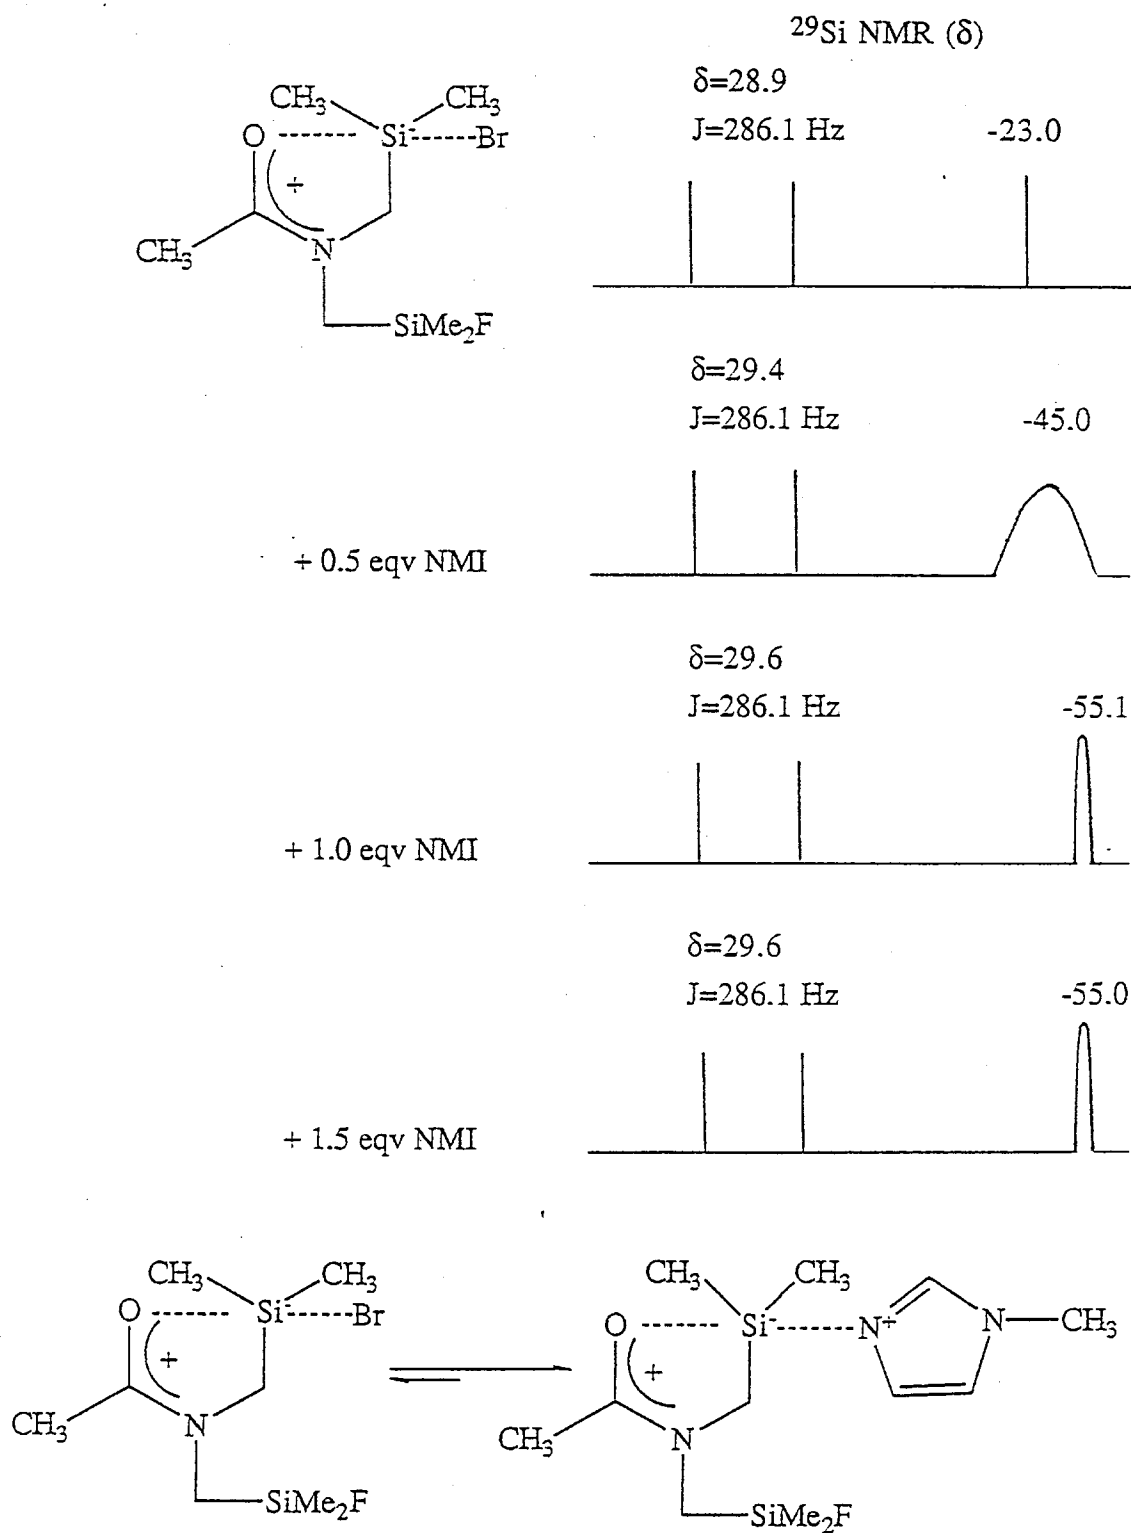 ²⁹Si NMR (δ)
δ=28.9
J=286.1 Hz
-23.0
CH₃ CH₃
O Si⁻ Br
+
CH₃ N
SiMe₂F
δ=29.4
J=286.1 Hz
-45.0
+ 0.5 eqv NMI
δ=29.6
J=286.1 Hz
-55.1
+ 1.0 eqv NMI
δ=29.6
J=286.1 Hz
-55.0
+ 1.5 eqv NMI
CH₃ CH₃
O Si⁻ Br
+
CH₃ N
SiMe₂F
CH₃ CH₃
O Si⁻ N⁺ N CH₃
+
CH₃ N
SiMe₂F